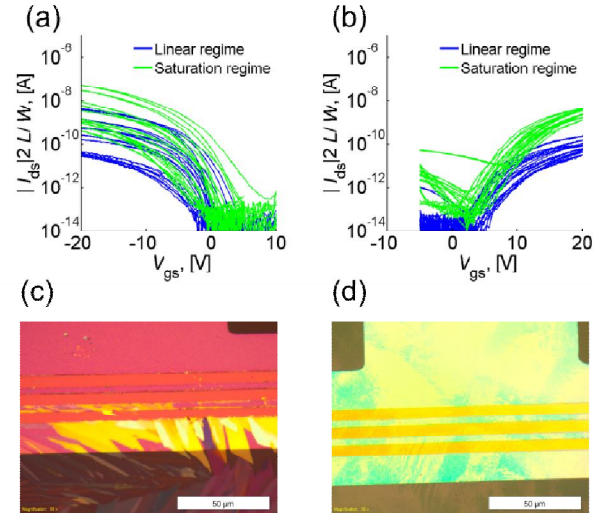 (a)
(b)
10⁻⁶
10⁻⁸
10⁻¹⁰
10⁻¹²
10⁻¹⁴
| I_ds|2 L/ W, [A]
Linear regime
Saturation regime
-20
-10
0
10
V_gs, [V]
10⁻⁶
10⁻⁸
10⁻¹⁰
10⁻¹²
10⁻¹⁴
| I_ds|2 L/ W, [A]
Linear regime
Saturation regime
-10
0
10
20
V_gs, [V]
(c)
(d)
50 µm
50 µm